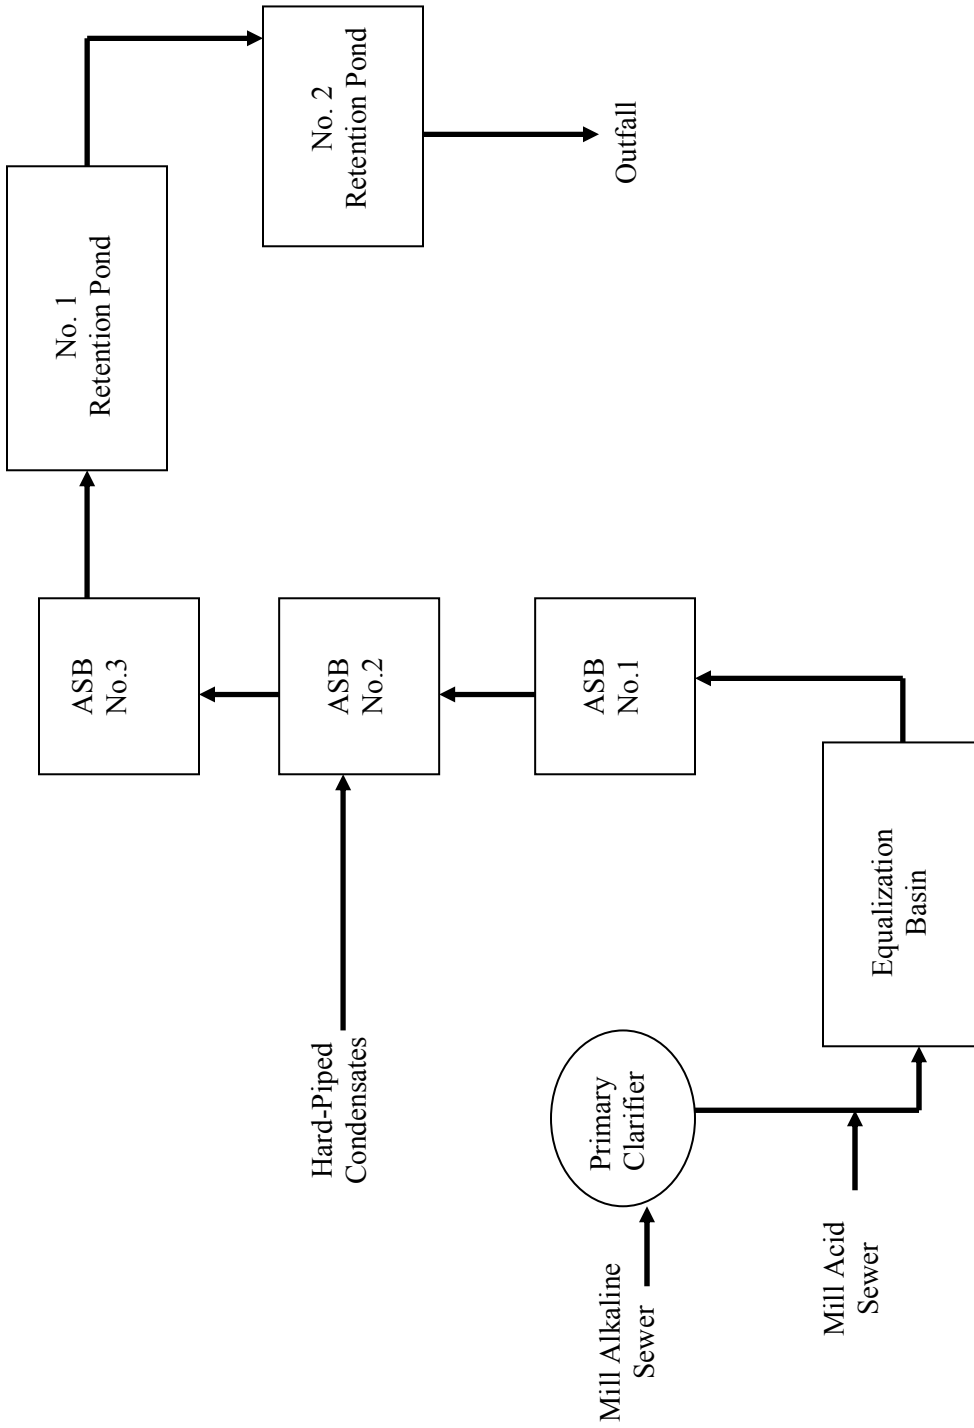 Mill Alkaline
Sewer
Primary
Clarifier
Mill Acid
Sewer
Equalization
Basin
Hard-Piped
Condensates
ASB
No.1
ASB
No.2
ASB
No.3
No. 1
Retention Pond
No. 2
Retention Pond
Outfall